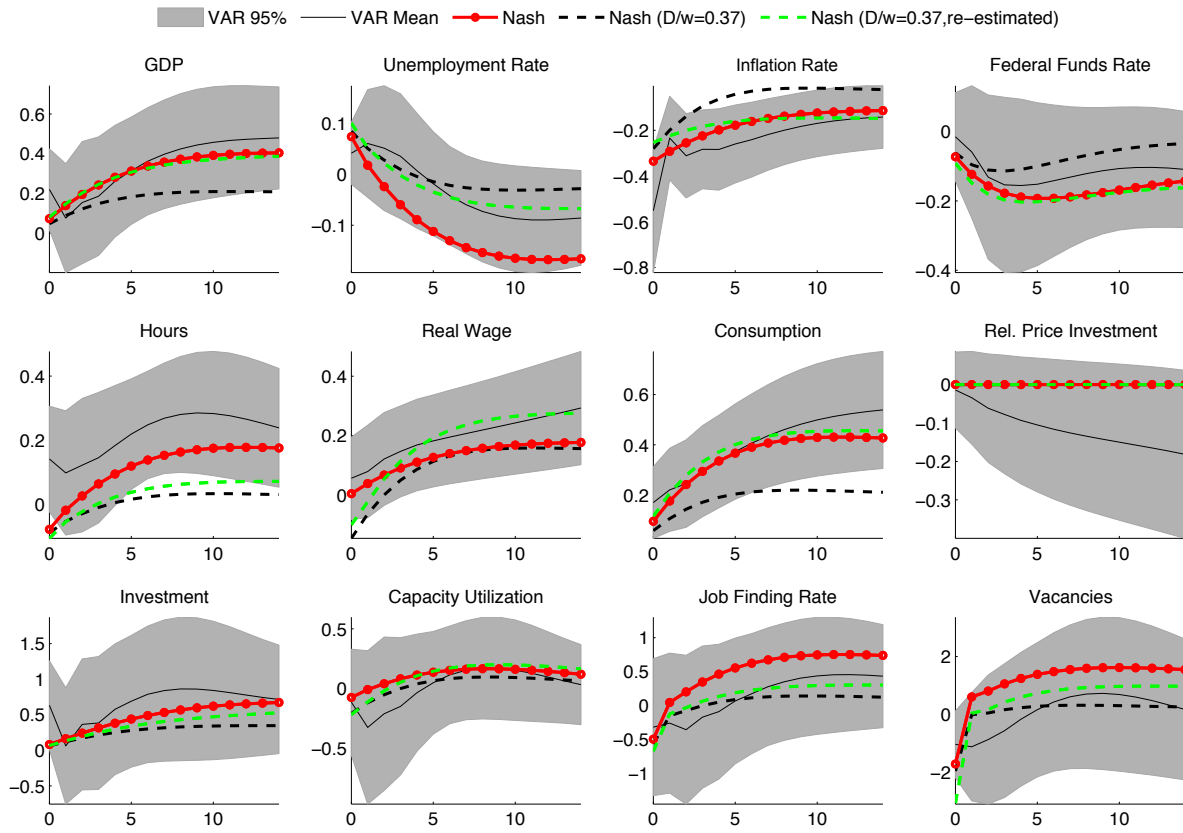 VAR 95% VAR Mean Nash Nash (D/w=0.37) Nash (D/w=0.37,re-estimated)
GDP Unemployment Rate Inflation Rate Federal Funds Rate
0.6
0.4
0.2
0
0 5 10
0.1
0
−0.1
0 5 10
−0.2
−0.4
−0.6
−0.8
0 5 10
0
−0.2
−0.4
0 5 10
Hours Real Wage Consumption Rel. Price Investment
0.4
0.2
0
0 5 10
0.4
0.2
0
0 5 10
0.6
0.4
0.2
0 5 10
0
−0.1
−0.2
−0.3
0 5 10
Investment Capacity Utilization Job Finding Rate Vacancies
1.5
1
0.5
0
−0.5
0 5 10
0.5
0
−0.5
0 5 10
1
0.5
0
−0.5
−1
0 5 10
2
0
−2
0 5 10